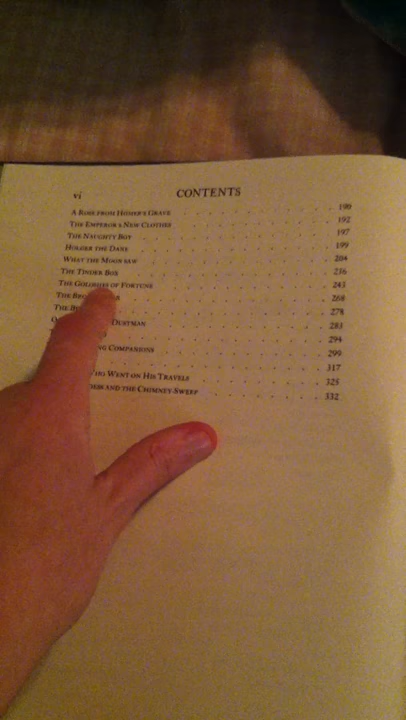 vi CONTENTS
A Rose from Homer's Grave 190
The Emperor's New Clothes 192
The Naughty Boy 197
Holger the Dane 199
What the Moon Saw 204
The Tinder Box 236
The Goloshes of Fortune 243
The 268
The 278
Dustman 283
294
Companions 299
317
Who Went on His Travels 325
and the Chimney-Sweep 332